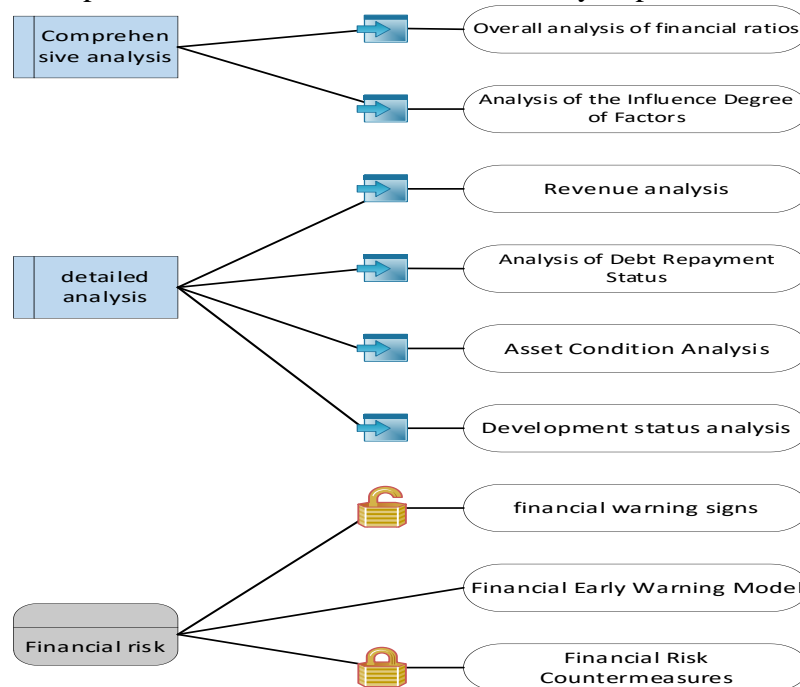 Comprehen
sive analysis
Overall analysis of financial ratios
Analysis of the Influence Degree
of Factors
Revenue analysis
detailed
analysis
Analysis of Debt Repayment
Status
Asset Condition Analysis
Development status analysis
financial warning signs
Financial Early Warning Model
Financial risk
Financial Risk
Countermeasures